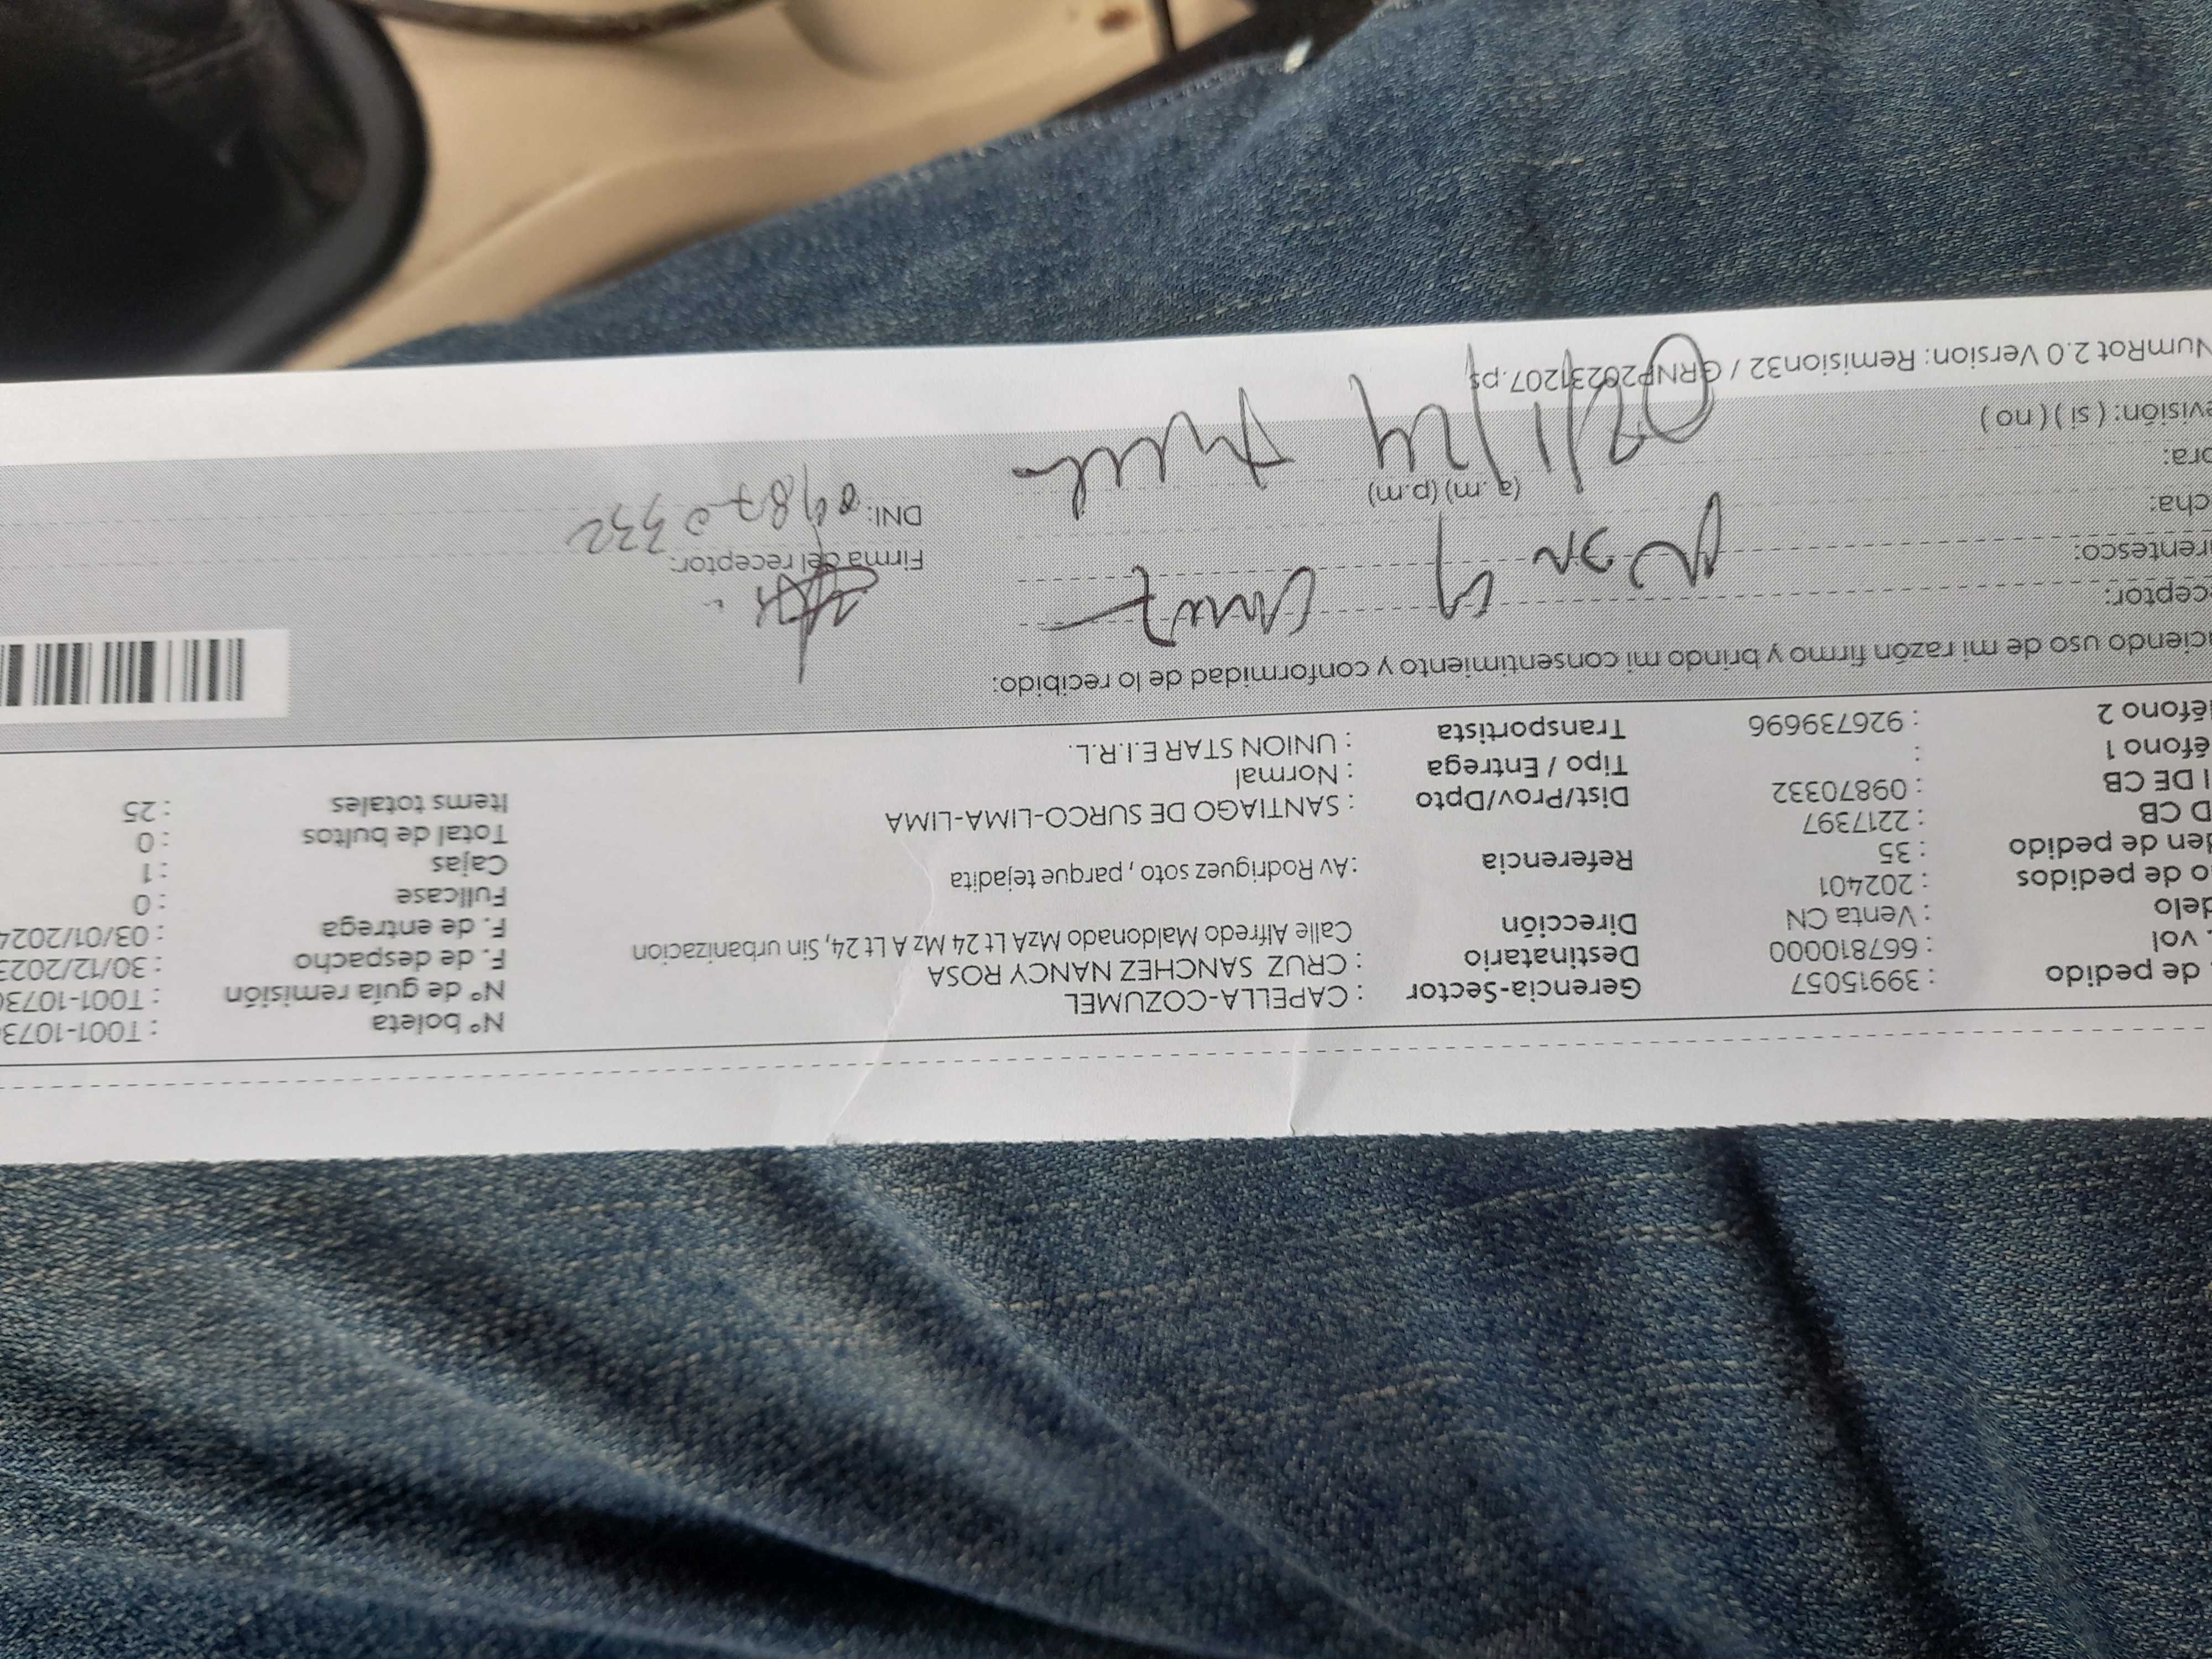 de pedido : 39915057 Gerencia-Sector : CAPELLA-COZUMEL Nº boleta : T001-1073
vol : 667810000 Destinatario : CRUZ SANCHEZ NANCY ROSA Nº de guía remisión : T001-1073
delo : Venta CN Dirección Calle Alfredo Maldonado MzA Lt 24 Mz A Lt 24, Sin urbanizacion F. de despacho : 30/12/2023
o de pedidos : 202401 F. de entrega : 03/01/2024
den de pedido : 35 Referencia : Av Rodriguez soto , parque tejadita Fullcase : 0
D CB : 2217397 Cajas : 1
I DE CB : 09870332 Dist/Prov/Dpto : SANTIAGO DE SURCO-LIMA-LIMA Total de bultos : 0
éfono 1 : Tipo / Entrega : Normal Items totales : 25
éfono 2 : 926739696 Transportista : UNION STAR E.I.R.L.
ciendo uso de mi razón firmo y brindo mi consentimiento y conformidad de lo recibido:
ceptor: Nancy Cruz
rentesco: Firma del receptor:
cha: DNI: 09870332
ora: (a.m) (p.m)
evisión: ( si ) ( no ) /1/24
NumRot 2.0 Version: Remision32 / GRNP20231207.ps